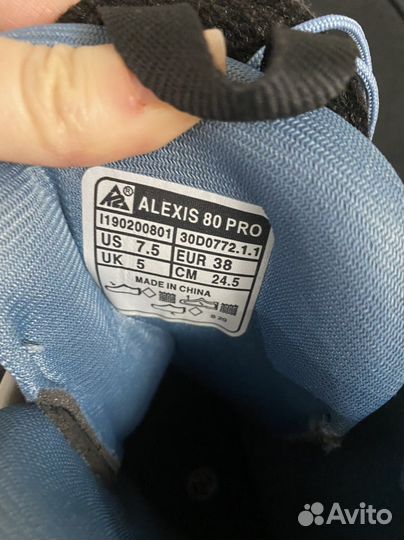 ® ALEXIS 80 PRO
I190200801 30D0772.1.1
US 7.5 EUR 38
UK 5 CM 24.5
MADE IN CHINA
Avito